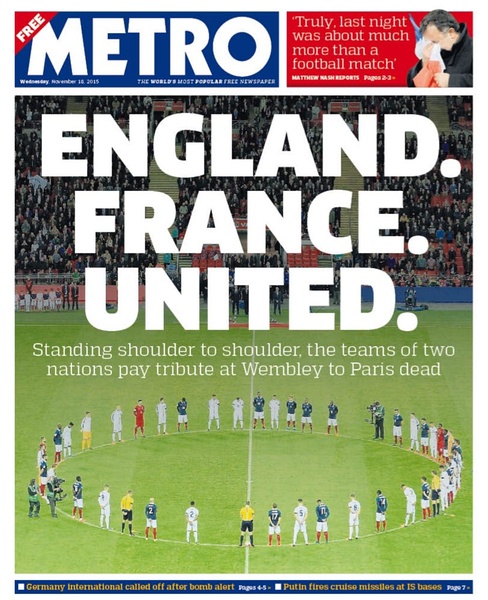 FREE
METRO
Wednesday, November 18, 2015
THE WORLD'S MOST POPULAR FREE NEWSPAPER
'Truly, last night
was about much
more than a
football match'
MATTHEW NASH REPORTS Pages 2-3 »
ENGLAND.
FRANCE.
UNITED.
Standing shoulder to shoulder, the teams of two
nations pay tribute at Wembley to Paris dead
Germany international called off after bomb alert Pages 4-5 » Putin fires cruise missiles at IS bases Page 7 »